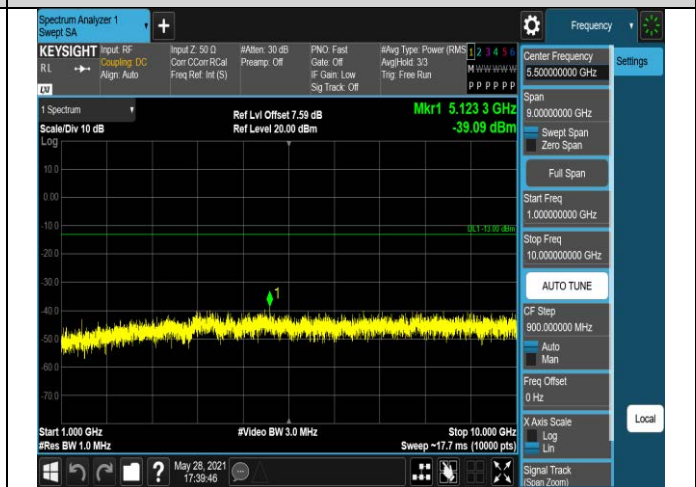 Spectrum Analyzer 1
Swept SA
Frequency
KEYSIGHT
RL
LXI
Input: RF
Coupling: DC
Align: Auto
Input Z: 50 Ω
Corr CCorr RCal
Freq Ref: Int (S)
#Atten: 30 dB
Preamp: Off
PNO: Fast
Gate: Off
IF Gain: Low
Sig Track: Off
#Avg Type: Power (RMS
Avg|Hold: 3/3
Trig: Free Run
1 2 3 4 5 6
M W W W W W
P P P P P P
Center Frequency
5.500000000 GHz
Settings
Span
9.00000000 GHz
Swept Span
Zero Span
Full Span
Start Freq
1.000000000 GHz
Stop Freq
10.000000000 GHz
AUTO TUNE
CF Step
900.000000 MHz
Auto
Man
Freq Offset
0 Hz
X Axis Scale
Log
Lin
Local
Signal Track
(Span Zoom)
1 Spectrum
Scale/Div 10 dB
Log
Ref Lvl Offset 7.59 dB
Ref Level 20.00 dBm
Mkr1 5.123 3 GHz
-39.09 dBm
10.0
0.00
-10.0
DL1 -13.00 dBm
-20.0
-30.0
1
-40.0
-50.0
-60.0
-70.0
Start 1.000 GHz
#Video BW 3.0 MHz
Stop 10.000 GHz
#Res BW 1.0 MHz
Sweep ~17.7 ms (10000 pts)
?
May 28, 2021
17:39:46